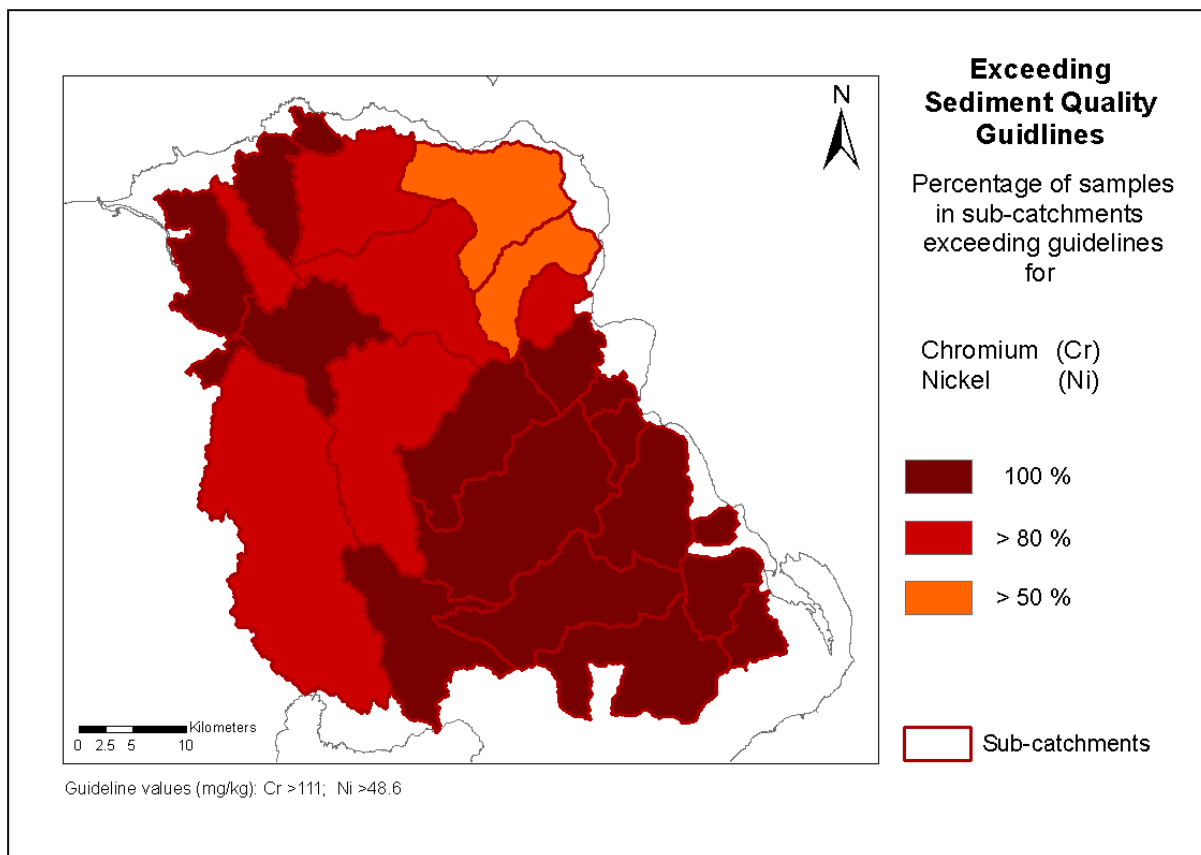 Exceeding
Sediment Quality
Guidlines
Percentage of samples
in sub-catchments
exceeding guidelines
for
Chromium (Cr)
Nickel (Ni)
100 %
> 80 %
> 50 %
Sub-catchments
N
Kilometers
0 2.5 5 10
Guideline values (mg/kg): Cr >111; Ni >48.6